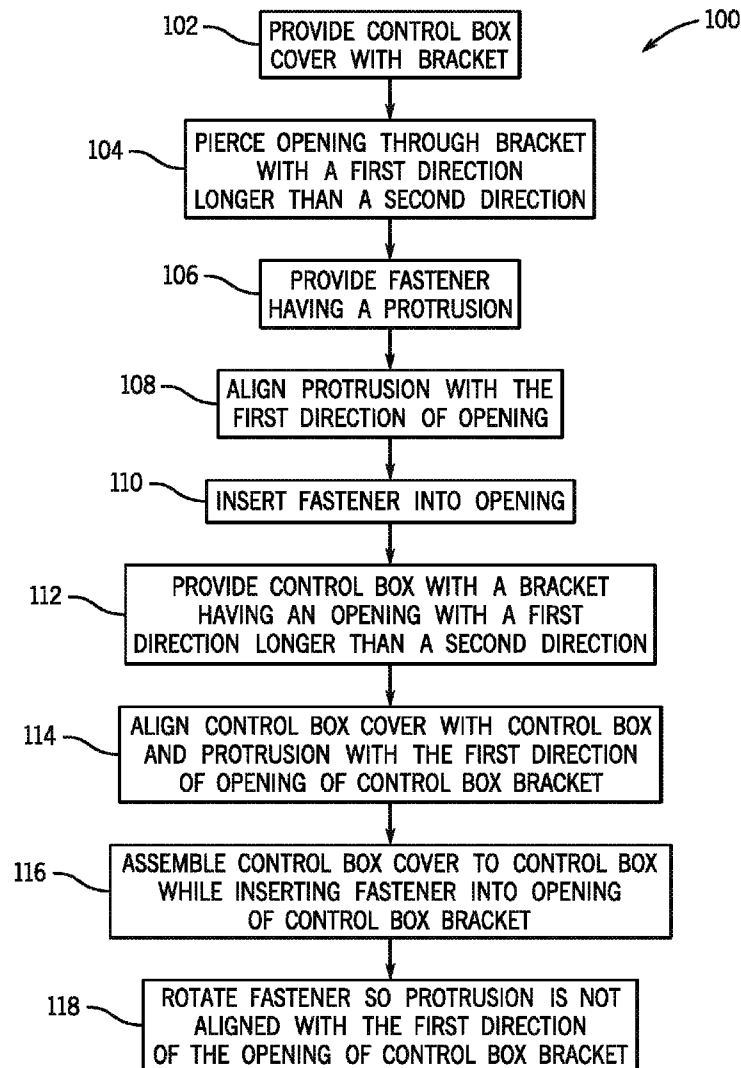 100
102
PROVIDE CONTROL BOX
COVER WITH BRACKET
104
PIERCE OPENING THROUGH BRACKET
WITH A FIRST DIRECTION
LONGER THAN A SECOND DIRECTION
106
PROVIDE FASTENER
HAVING A PROTRUSION
108
ALIGN PROTRUSION WITH THE
FIRST DIRECTION OF OPENING
110
INSERT FASTENER INTO OPENING
112
PROVIDE CONTROL BOX WITH A BRACKET
HAVING AN OPENING WITH A FIRST
DIRECTION LONGER THAN A SECOND DIRECTION
114
ALIGN CONTROL BOX COVER WITH CONTROL BOX
AND PROTRUSION WITH THE FIRST DIRECTION
OF OPENING OF CONTROL BOX BRACKET
116
ASSEMBLE CONTROL BOX COVER TO CONTROL BOX
WHILE INSERTING FASTENER INTO OPENING
OF CONTROL BOX BRACKET
118
ROTATE FASTENER SO PROTRUSION IS NOT
ALIGNED WITH THE FIRST DIRECTION
OF THE OPENING OF CONTROL BOX BRACKET